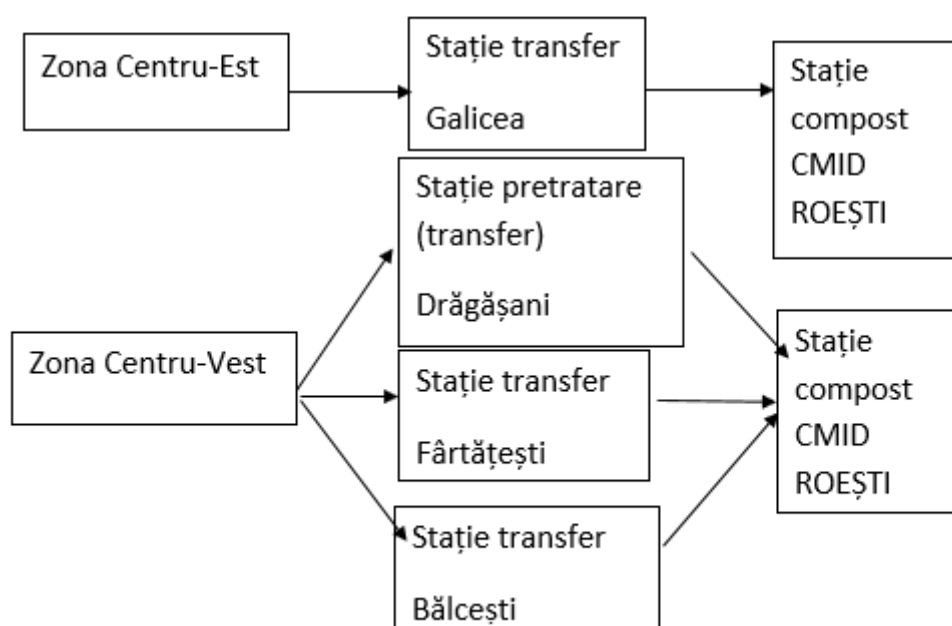 Zona Centru-Est
Stație transfer
Galicea
Stație
compost
CMID
ROEȘTI
Zona Centru-Vest
Stație pretratare
(transfer)
Drăgășani
Stație transfer
Fârtățești
Stație transfer
Bălcești
Stație
compost
CMID
ROEȘTI